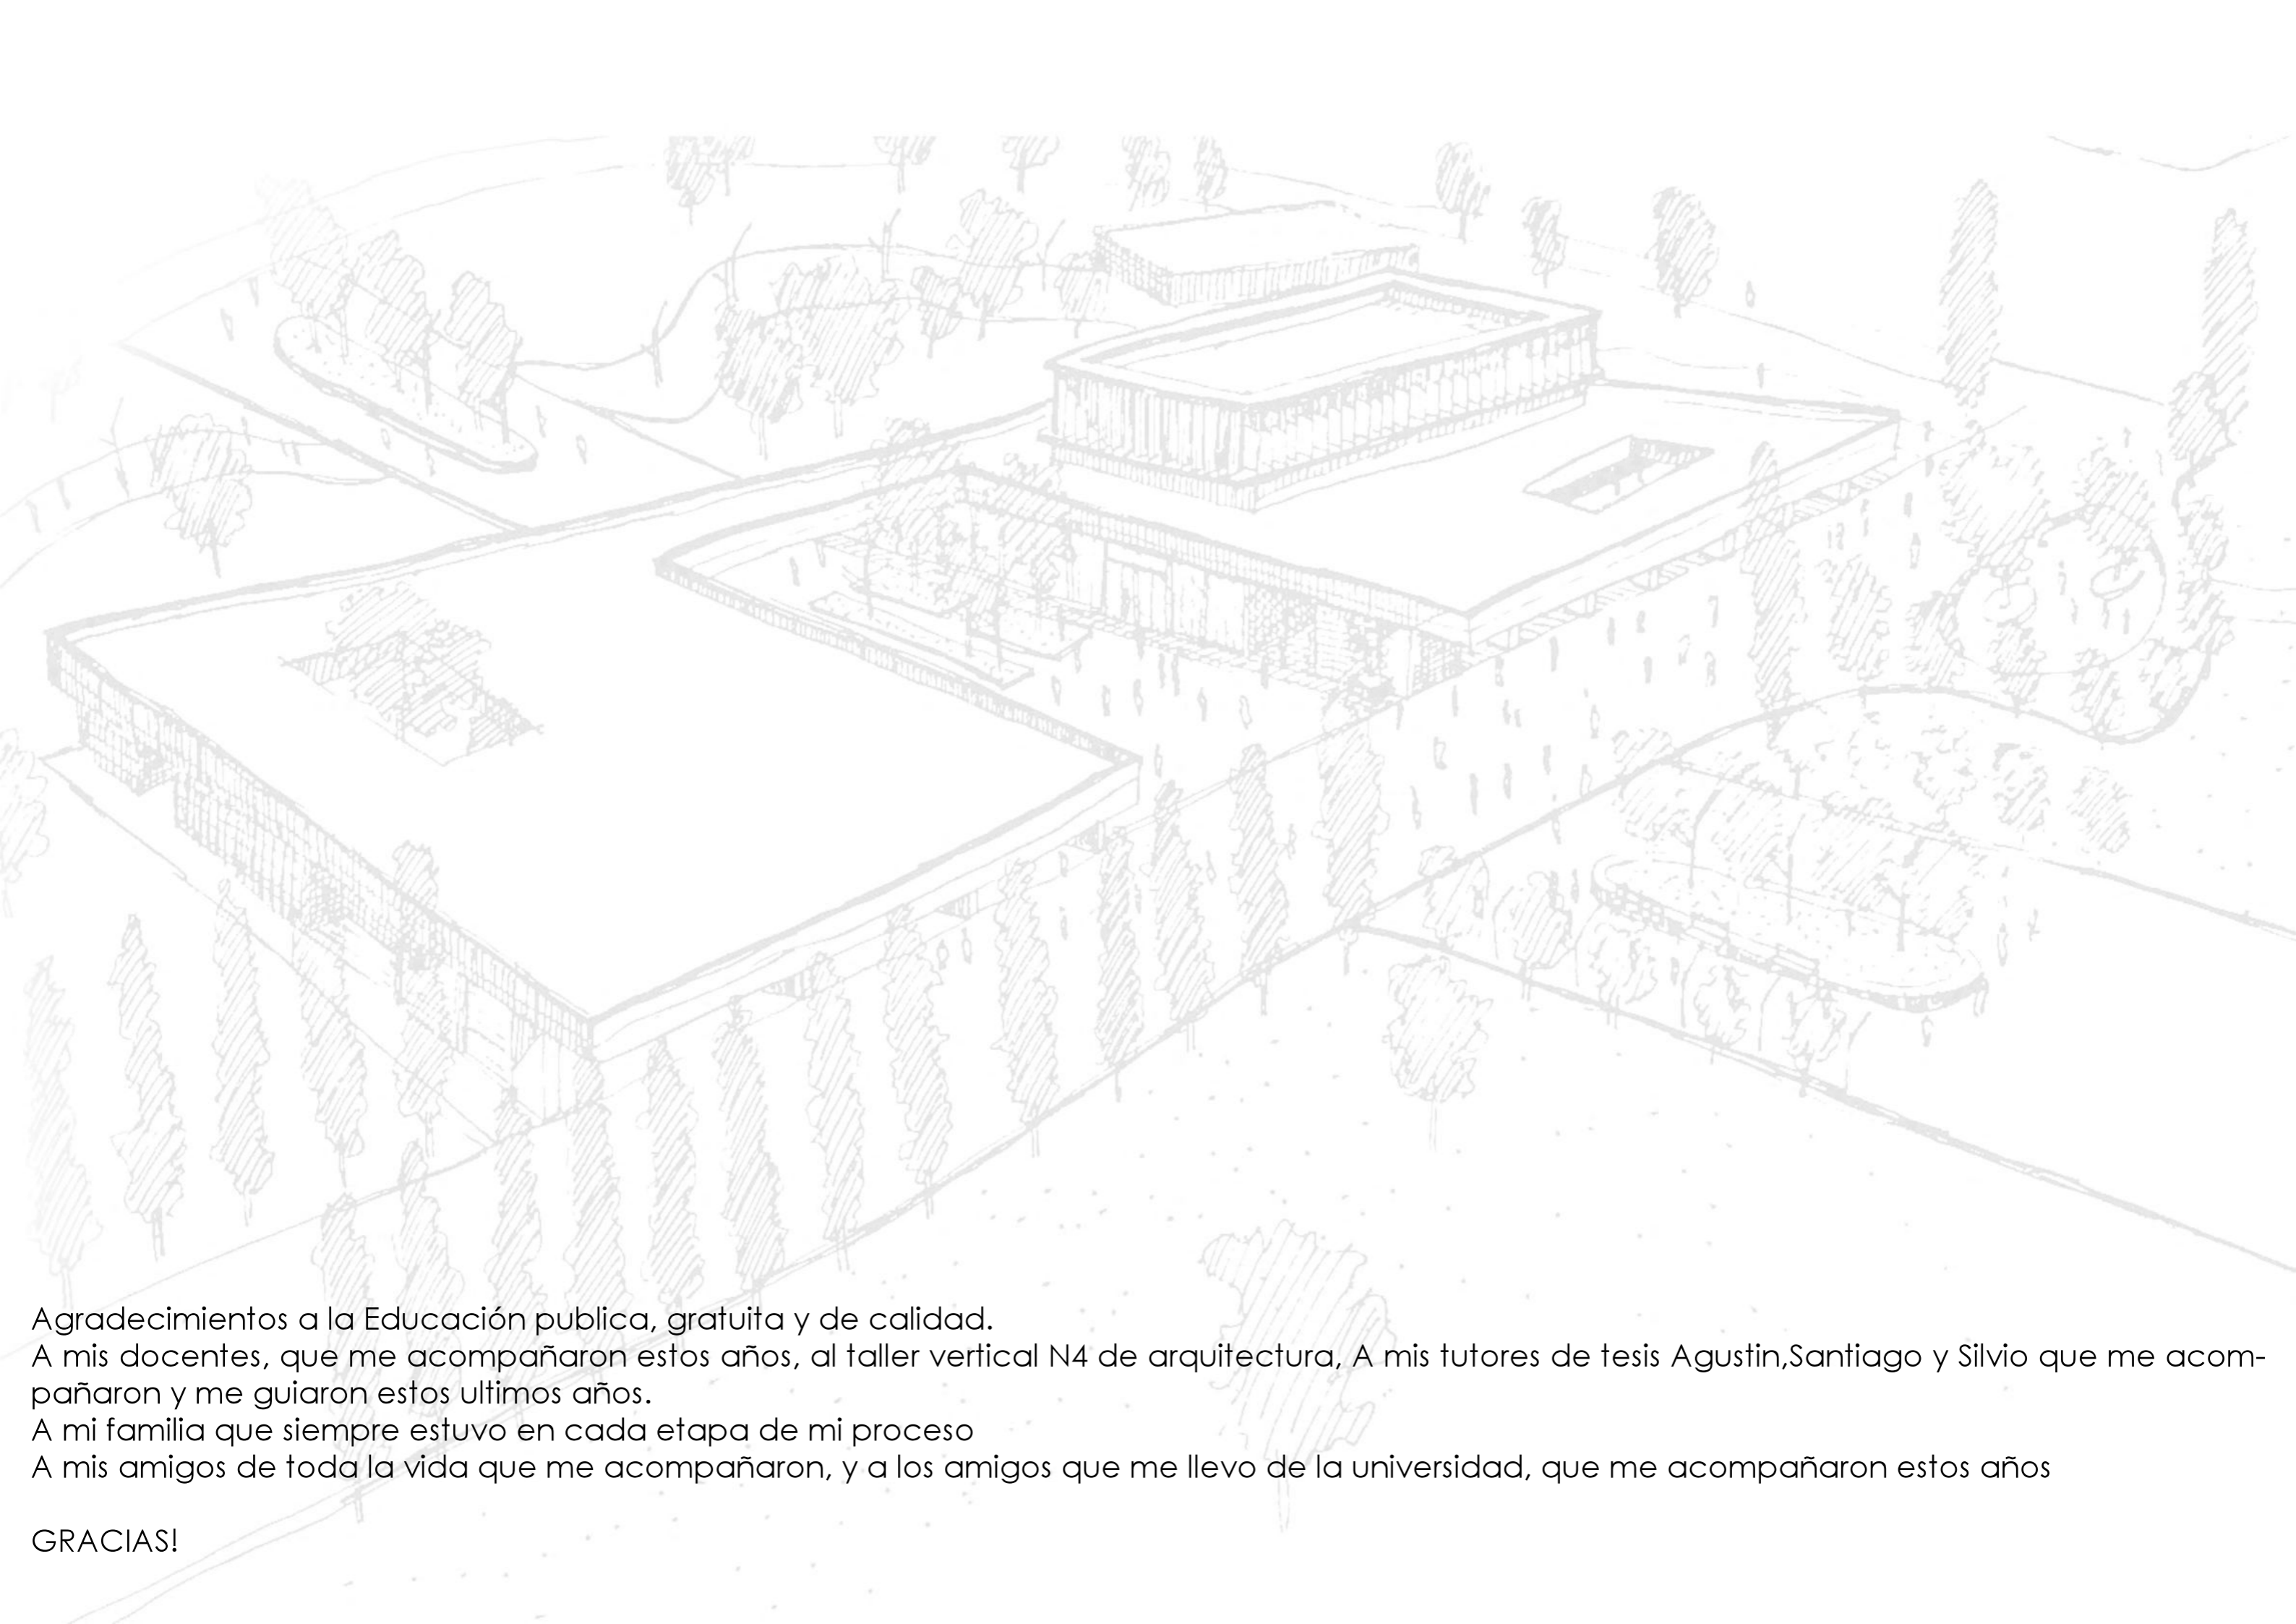 Agradecimientos a la Educación publica, gratuita y de calidad.
A mis docentes, que me acompañaron estos años, al taller vertical N4 de arquitectura, A mis tutores de tesis Agustin,Santiago y Silvio que me acom-
pañaron y me guiaron estos ultimos años.
A mi familia que siempre estuvo en cada etapa de mi proceso
A mis amigos de toda la vida que me acompañaron, y a los amigos que me llevo de la universidad, que me acompañaron estos años
GRACIAS!